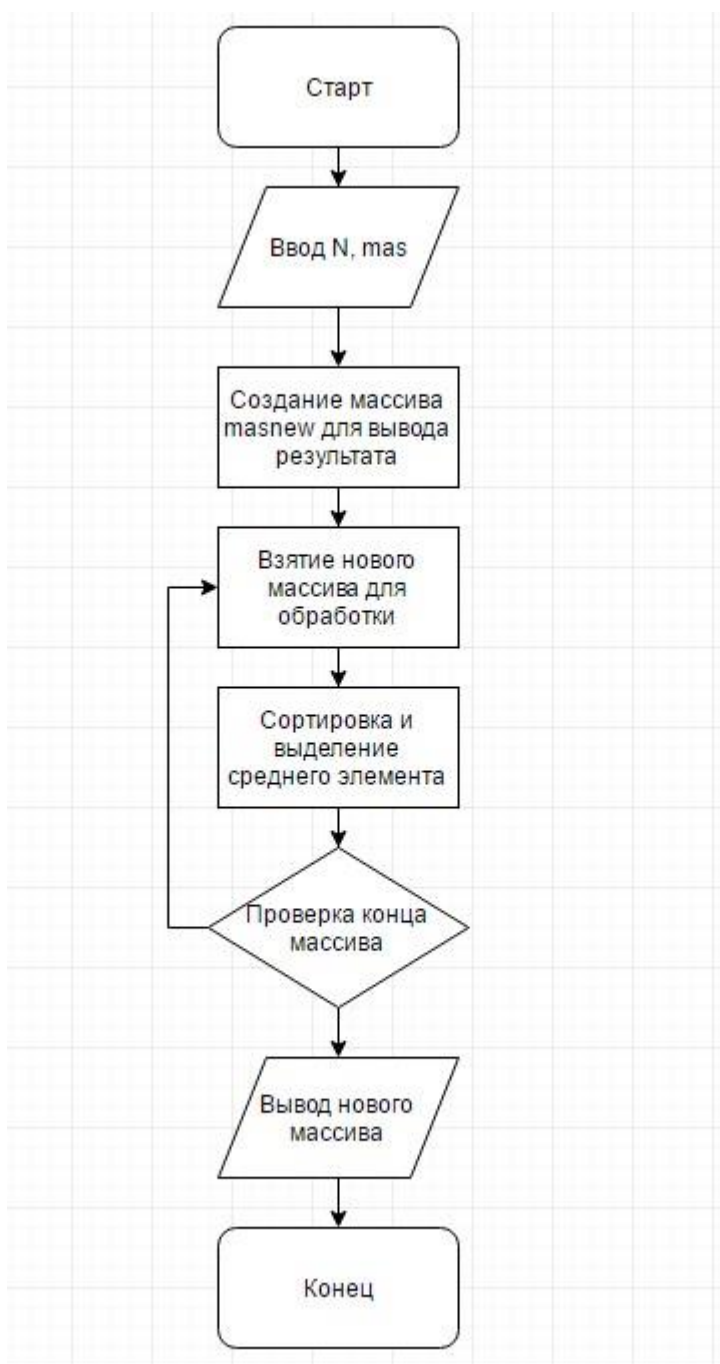 Старт
Ввод N, mas
Создание массива
masnew для вывода
результата
Взятие нового
массива для
обработки
Сортировка и
выделение
среднего элемента
Проверка конца
массива
Вывод нового
массива
Конец